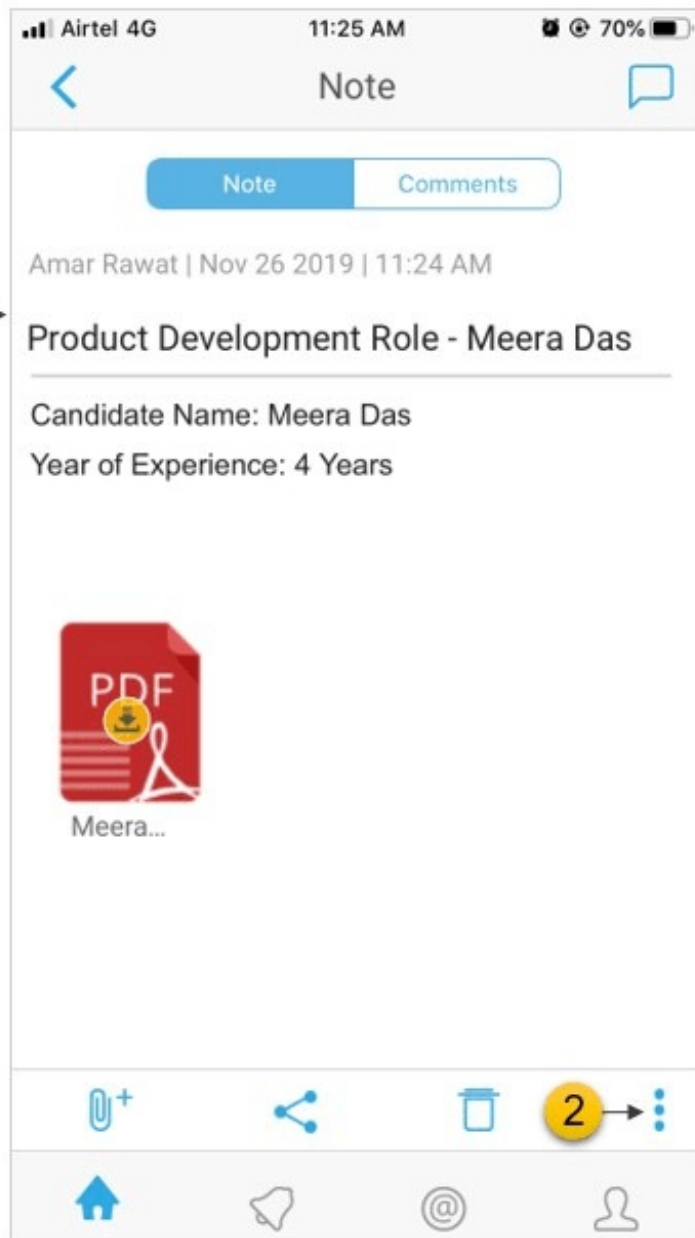 Airtel 4G 11:25 AM 70%
Note
Note Comments
Amar Rawat | Nov 26 2019 | 11:24 AM
Product Development Role - Meera Das
Candidate Name: Meera Das
Year of Experience: 4 Years
PDF
Meera...
2
@